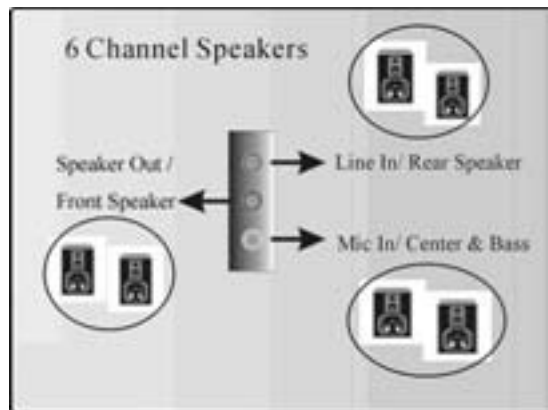 6 Channel Speakers
Speaker Out /
Front Speaker
Line In/ Rear Speaker
Mic In/ Center & Bass